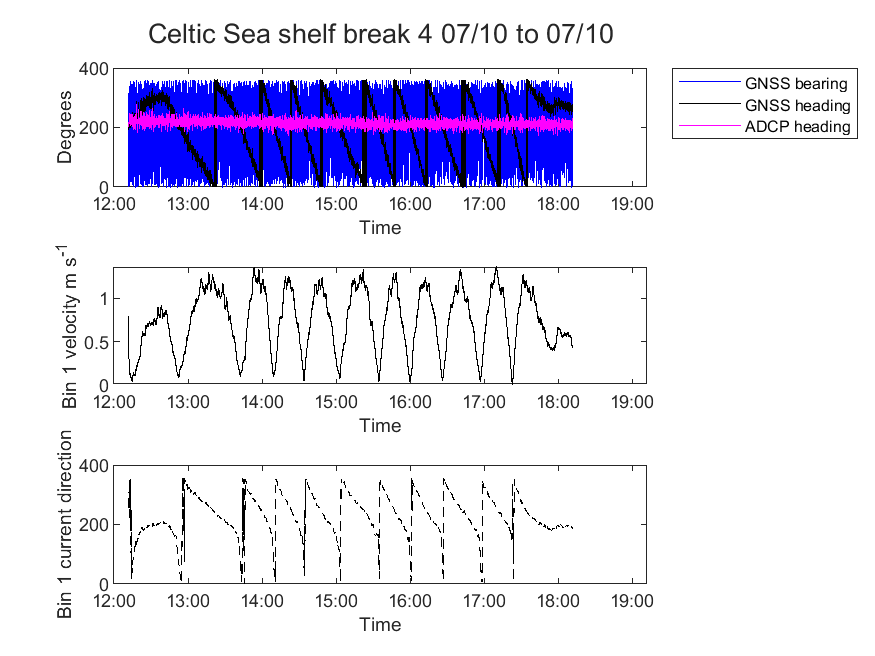 Celtic Sea shelf break 4 07/10 to 07/10
400
200
0
Degrees
12:00 13:00 14:00 15:00 16:00 17:00 18:00 19:00
Time
GNSS bearing
GNSS heading
ADCP heading
1
0.5
0
Bin 1 velocity m s-1
12:00 13:00 14:00 15:00 16:00 17:00 18:00 19:00
Time
400
200
0
Bin 1 current direction
12:00 13:00 14:00 15:00 16:00 17:00 18:00 19:00
Time